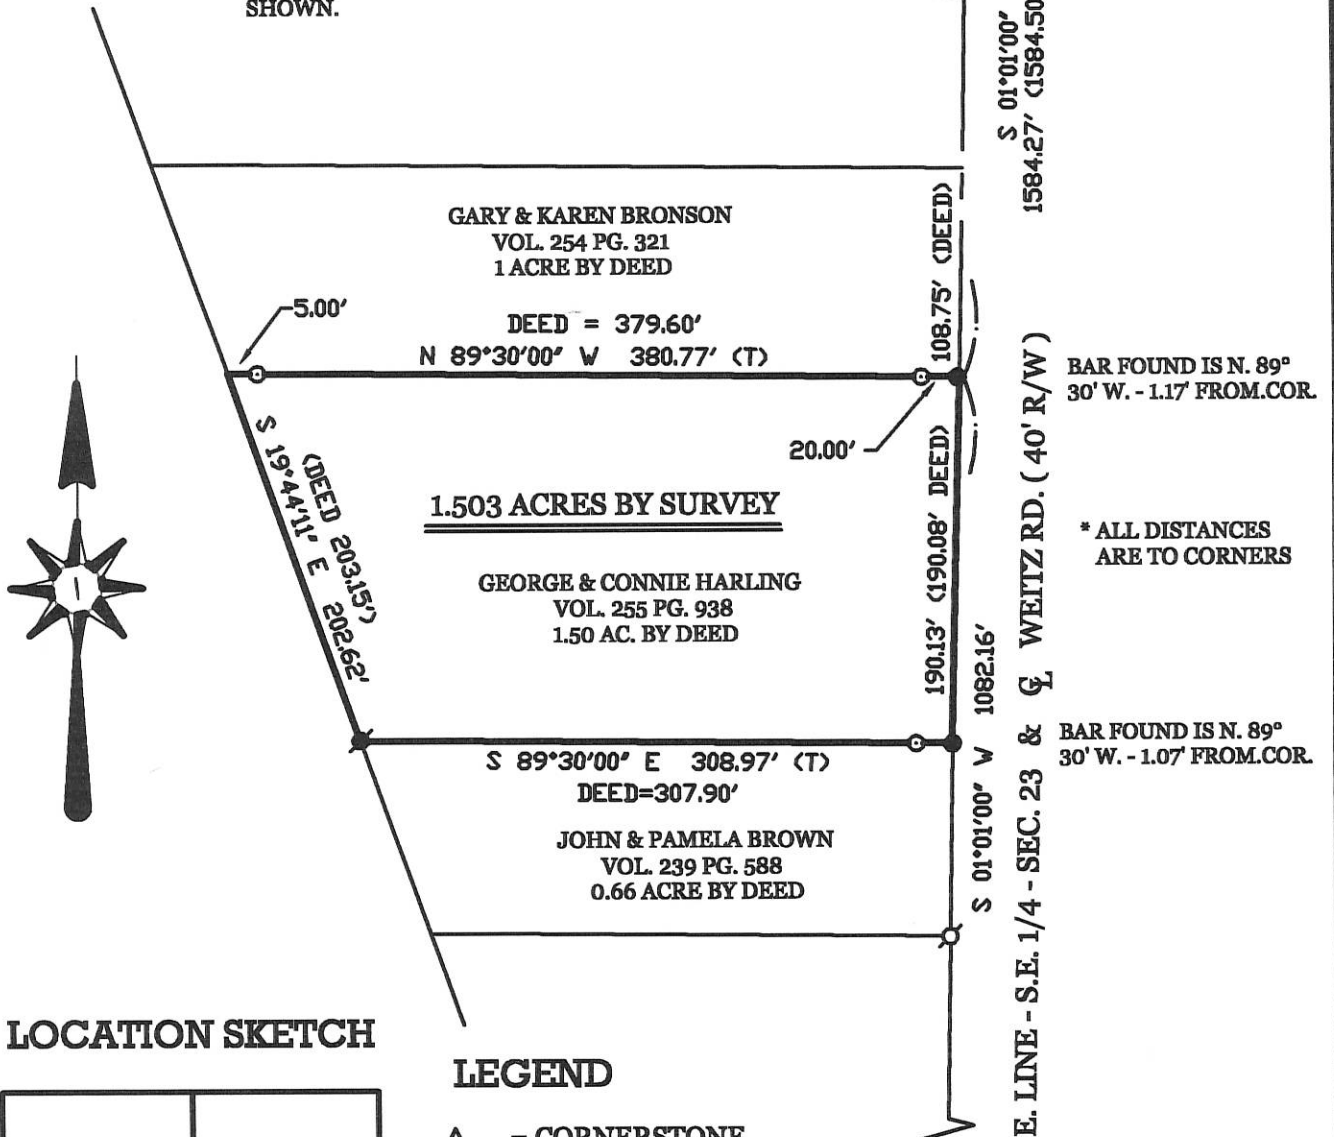 SHOWN.
S 01°01'00"
1584.27' (1584.50
GARY & KAREN BRONSON
VOL. 254 PG. 321
1 ACRE BY DEED
108.75' (DEED)
5.00'
DEED = 379.60'
N 89°30'00" W 380.77' (T)
BAR FOUND IS N. 89°
30' W. - 1.17' FROM.COR.
20.00'
(DEED 203.15')
S 19°44'11" E 202.62'
1.503 ACRES BY SURVEY
190.13' (190.08' DEED)
* ALL DISTANCES
ARE TO CORNERS
GEORGE & CONNIE HARLING
VOL. 255 PG. 938
1.50 AC. BY DEED
S 01°01'00" W 1082.16'
E. LINE - S.E. 1/4 - SEC. 23 & ℄ WEITZ RD. ( 40' R/W )
BAR FOUND IS N. 89°
30' W. - 1.07' FROM.COR.
S 89°30'00" E 308.97' (T)
DEED=307.90'
JOHN & PAMELA BROWN
VOL. 239 PG. 588
0.66 ACRE BY DEED
LOCATION SKETCH
LEGEND
= CORNERSTONE